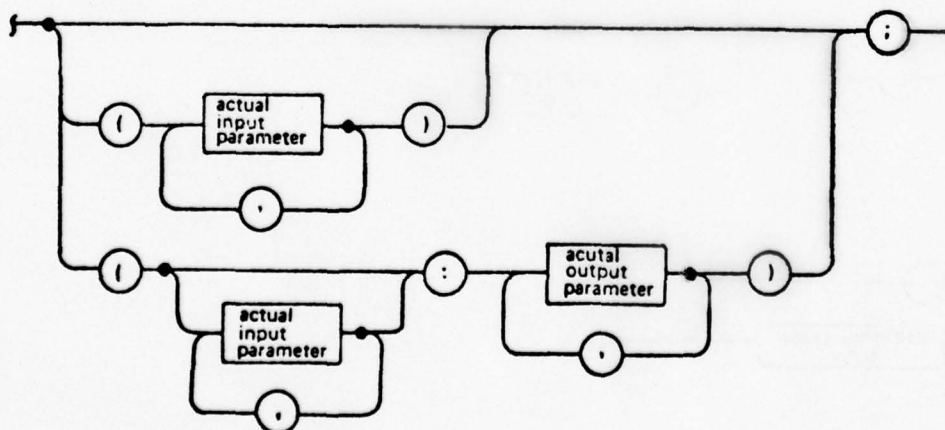 ;
(
actual
input
parameter
)
,
(
:
acutal
output
parameter
)
actual
input
parameter
,
,